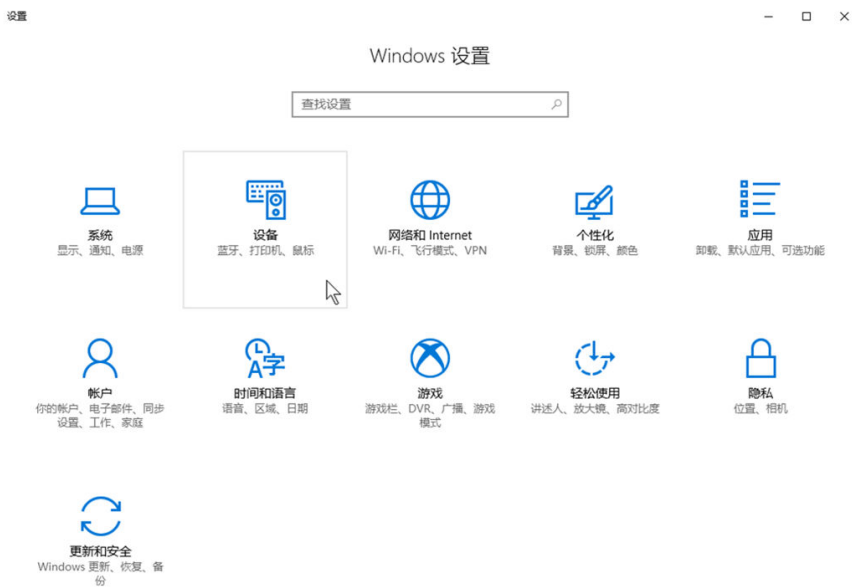 设置
Windows 设置
查找设置
系统
显示、通知、电源
设备
蓝牙、打印机、鼠标
网络和 Internet
Wi-Fi、飞行模式、VPN
个性化
背景、锁屏、颜色
应用
卸载、默认应用、可选功能
帐户
你的帐户、电子邮件、同步
设置、工作、家庭
时间和语言
语音、区域、日期
游戏
游戏栏、DVR、广播、游戏
模式
轻松使用
讲述人、放大镜、高对比度
隐私
位置、相机
更新和安全
Windows 更新、恢复、备
份